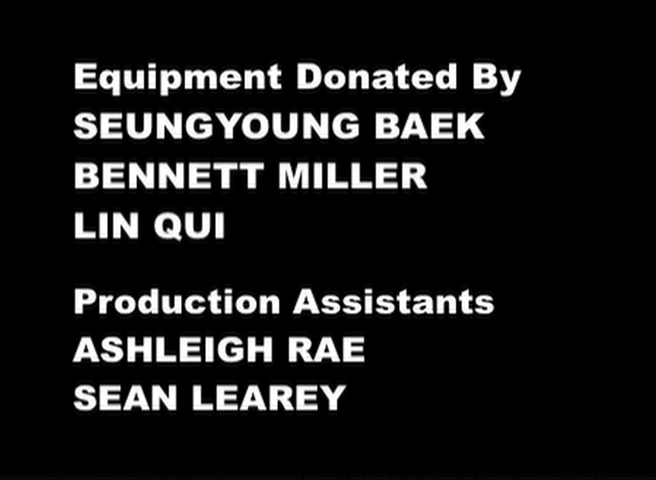 Equipment Donated By
SEUNGYOUNG BAEK
BENNETT MILLER
LIN QUI
Production Assistants
ASHLEIGH RAE
SEAN LEAREY